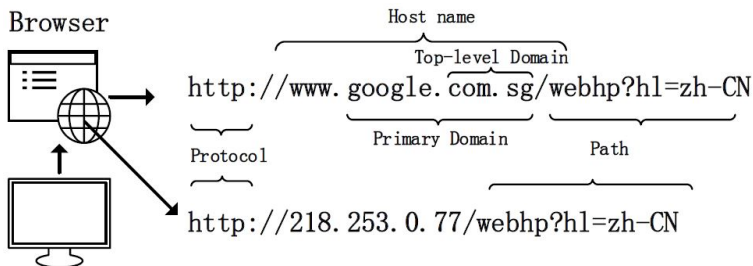 Browser
Host name
Top-level Domain
http://www.google.com.sg/webhp?hl=zh-CN
Protocol
Primary Domain
Path
http://218.253.0.77/webhp?hl=zh-CN